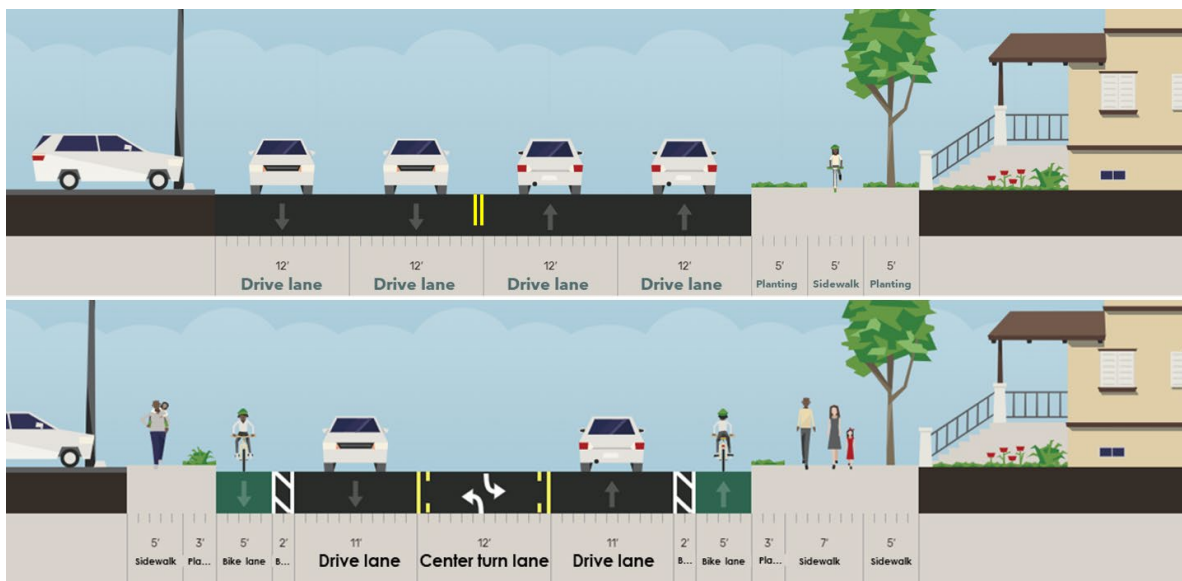 12' 12' 12' 12' 5' 5' 5'
Drive lane Drive lane Drive lane Drive lane Planting Sidewalk Planting
5' 3' 5' 2' 11' 12' 11' 2' 5' 3' 7' 5'
Sidewalk Pla... Bike lane B... Drive lane Center turn lane Drive lane B... Bike lane Pla... Sidewalk Sidewalk